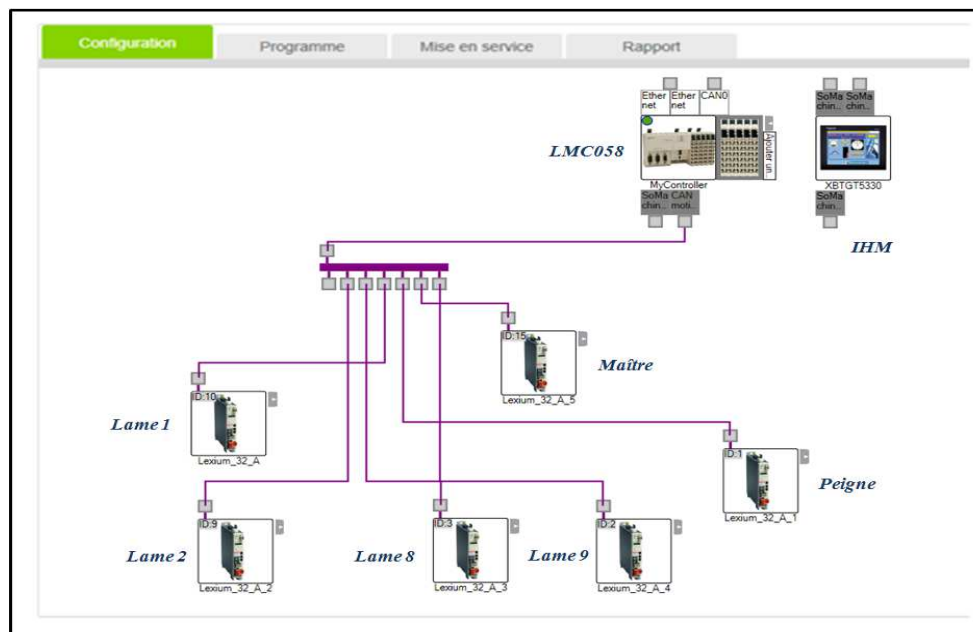 Configuration
Programme
Mise en service
Rapport
Ether
net
Ether
net
CAN0
SoMa
chin..
SoMa
chin..
LMC058
Ajouter un..
MyController
XBTGT5330
SoMa
chin..
CAN
moti..
SoMa
chin..
IHM
ID:15
Maître
Lexium_32_A_5
ID:10
Lame 1
Lexium_32_A
ID:1
Peigne
Lexium_32_A_1
ID:9
Lame 2
Lexium_32_A_2
ID:3
Lame 8
Lexium_32_A_3
ID:2
Lame 9
Lexium_32_A_4